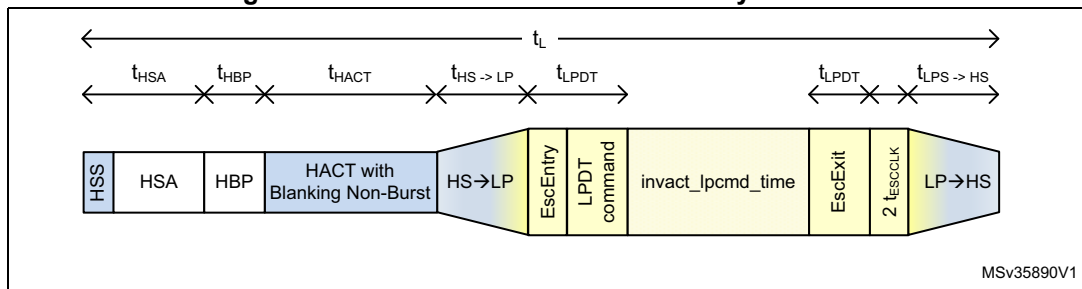 t_L
t_HSA t_HBP t_HACT t_HS -> LP t_LPDT t_LPDT t_LPS -> HS
HSS
HSA
HBP
HACT with
Blanking Non-Burst
HS→LP
EscEntry
LPDT
command
invact_lpcmd_time
EscExit
2 t_ESCCLK
LP→HS
MSv35890V1